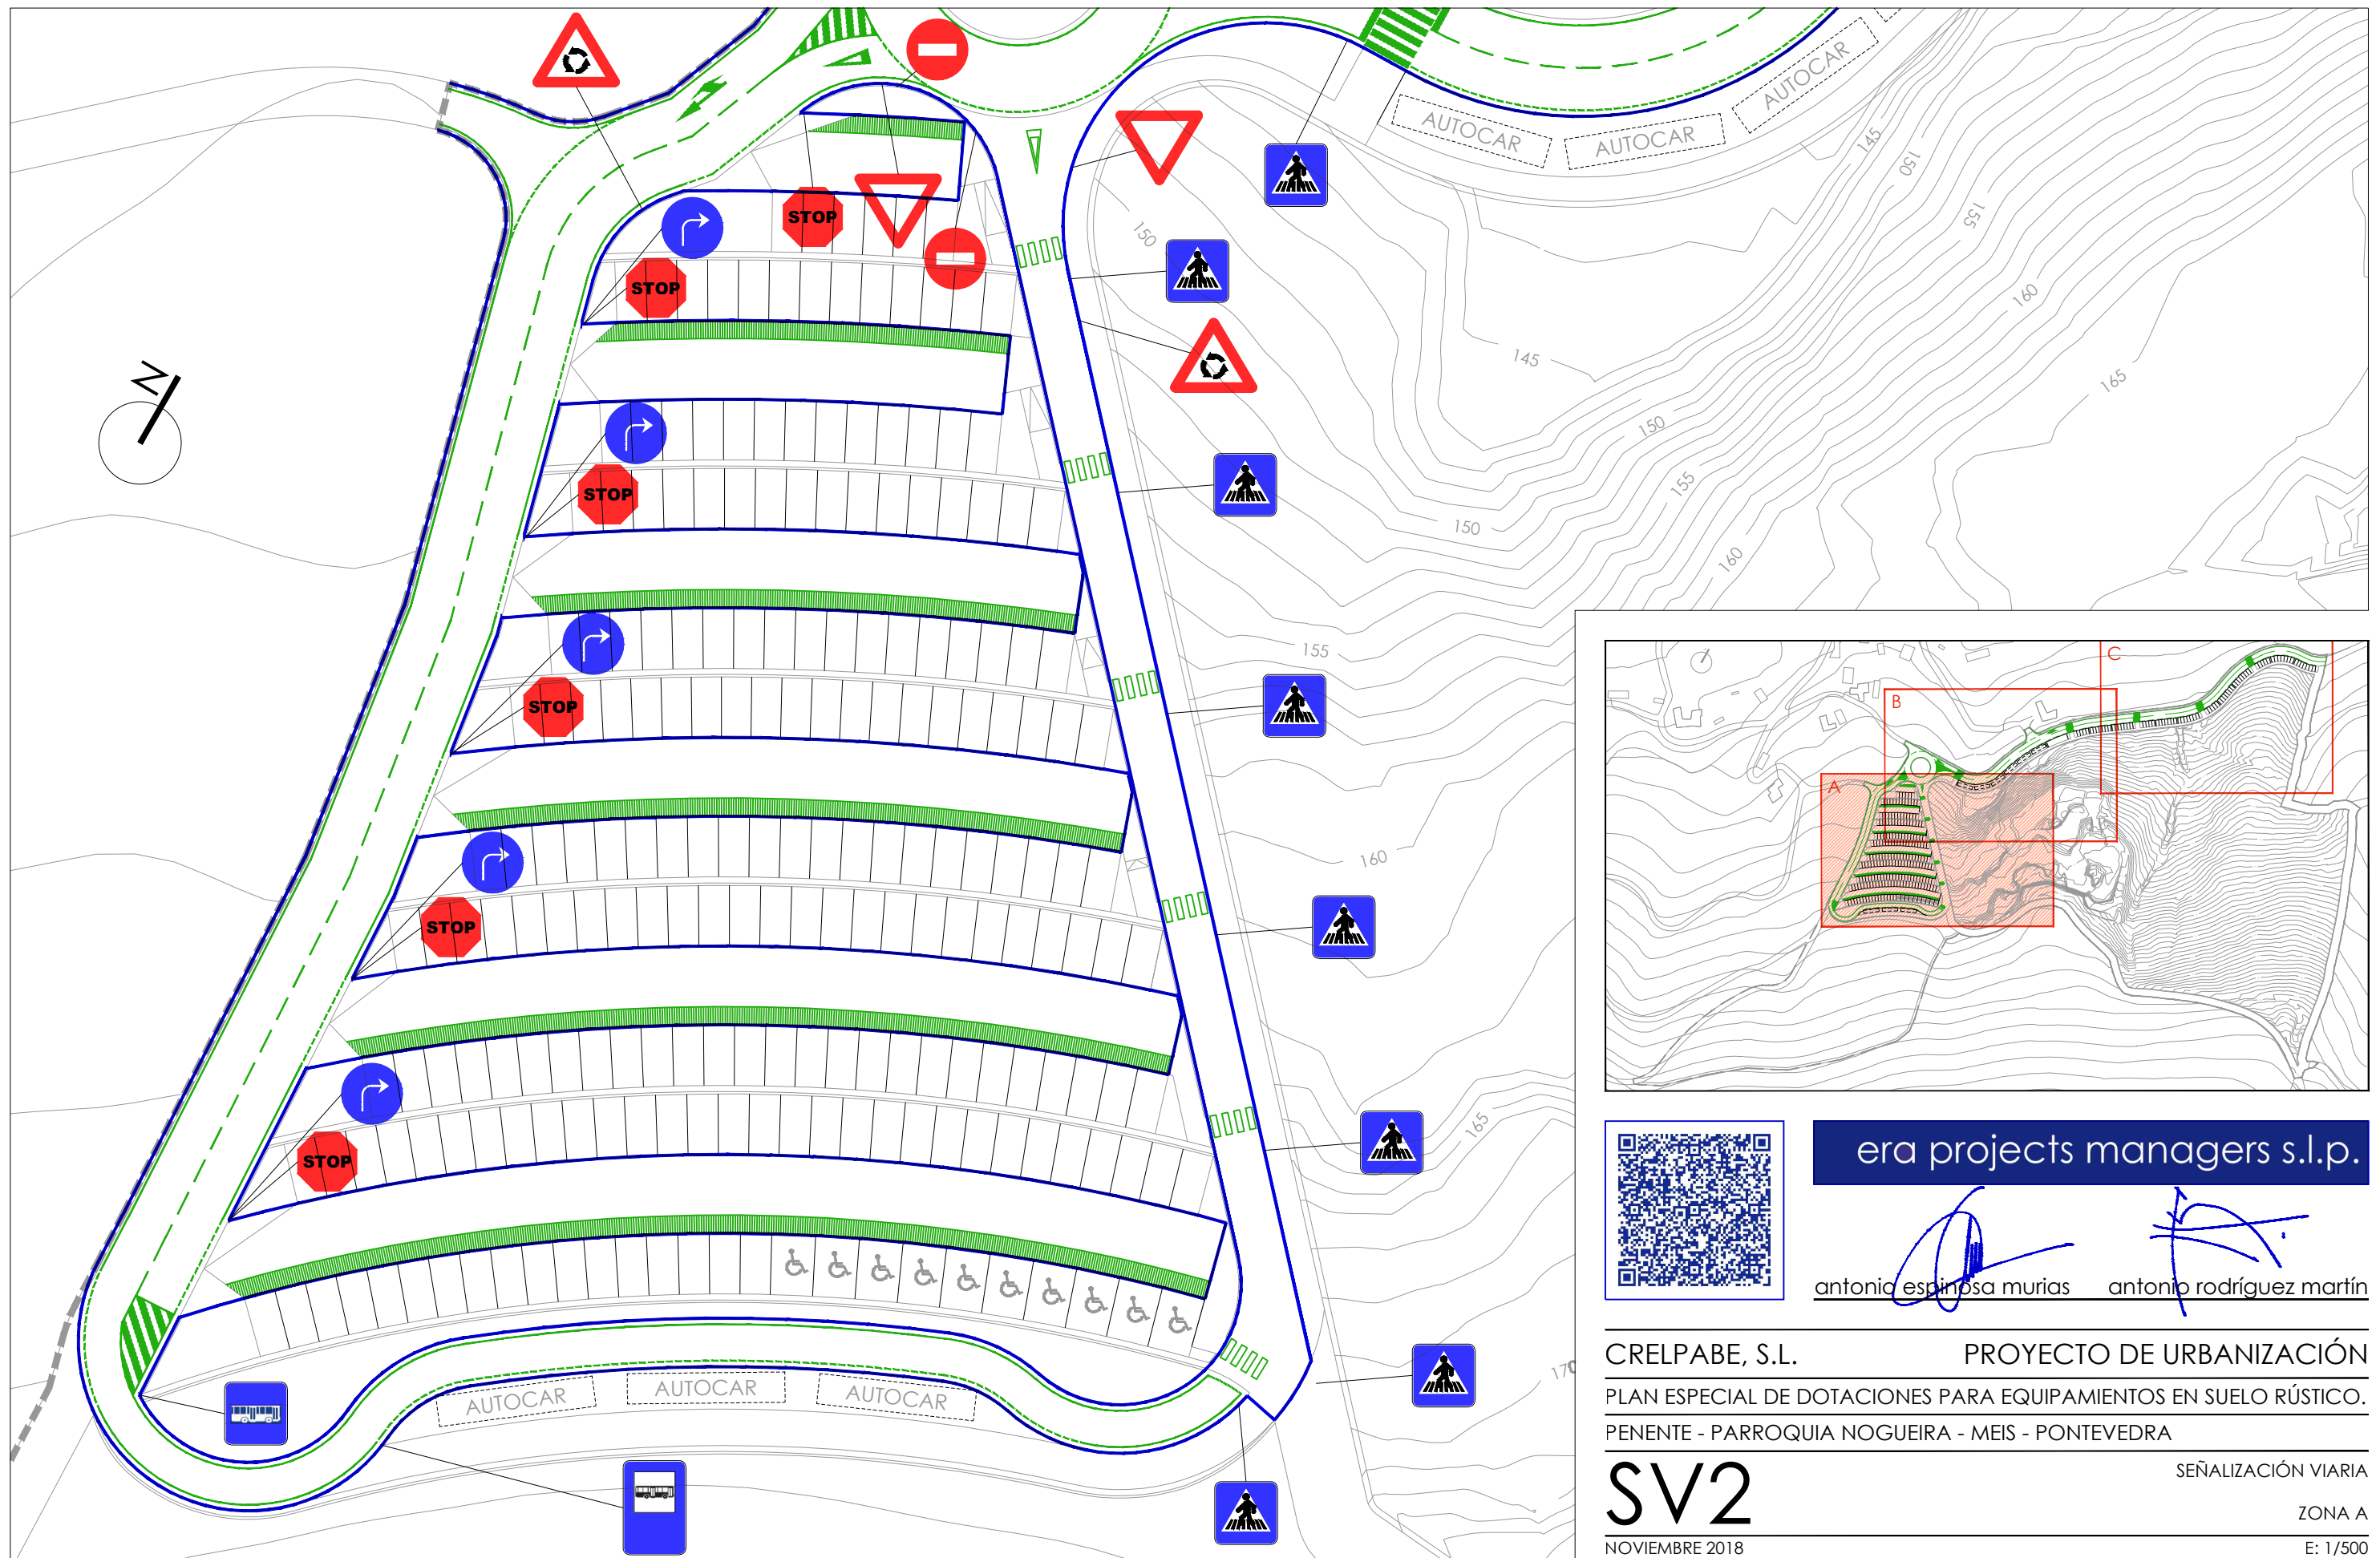 AUTOCAR
AUTOCAR
AUTOCAR
145
150
155
160
165
150
145
150
155
150
160
155
160
165
170
N
STOP
STOP
STOP
STOP
STOP
STOP
AUTOCAR
AUTOCAR
AUTOCAR
A
B
C
era projects managers s.l.p.
antonio espinosa murias antonio rodríguez martín
CRELPABE, S.L. PROYECTO DE URBANIZACIÓN
PLAN ESPECIAL DE DOTACIONES PARA EQUIPAMIENTOS EN SUELO RÚSTICO.
PENENTE - PARROQUIA NOGUEIRA - MEIS - PONTEVEDRA
SV2
SEÑALIZACIÓN VIARIA
ZONA A
NOVIEMBRE 2018 E: 1/500